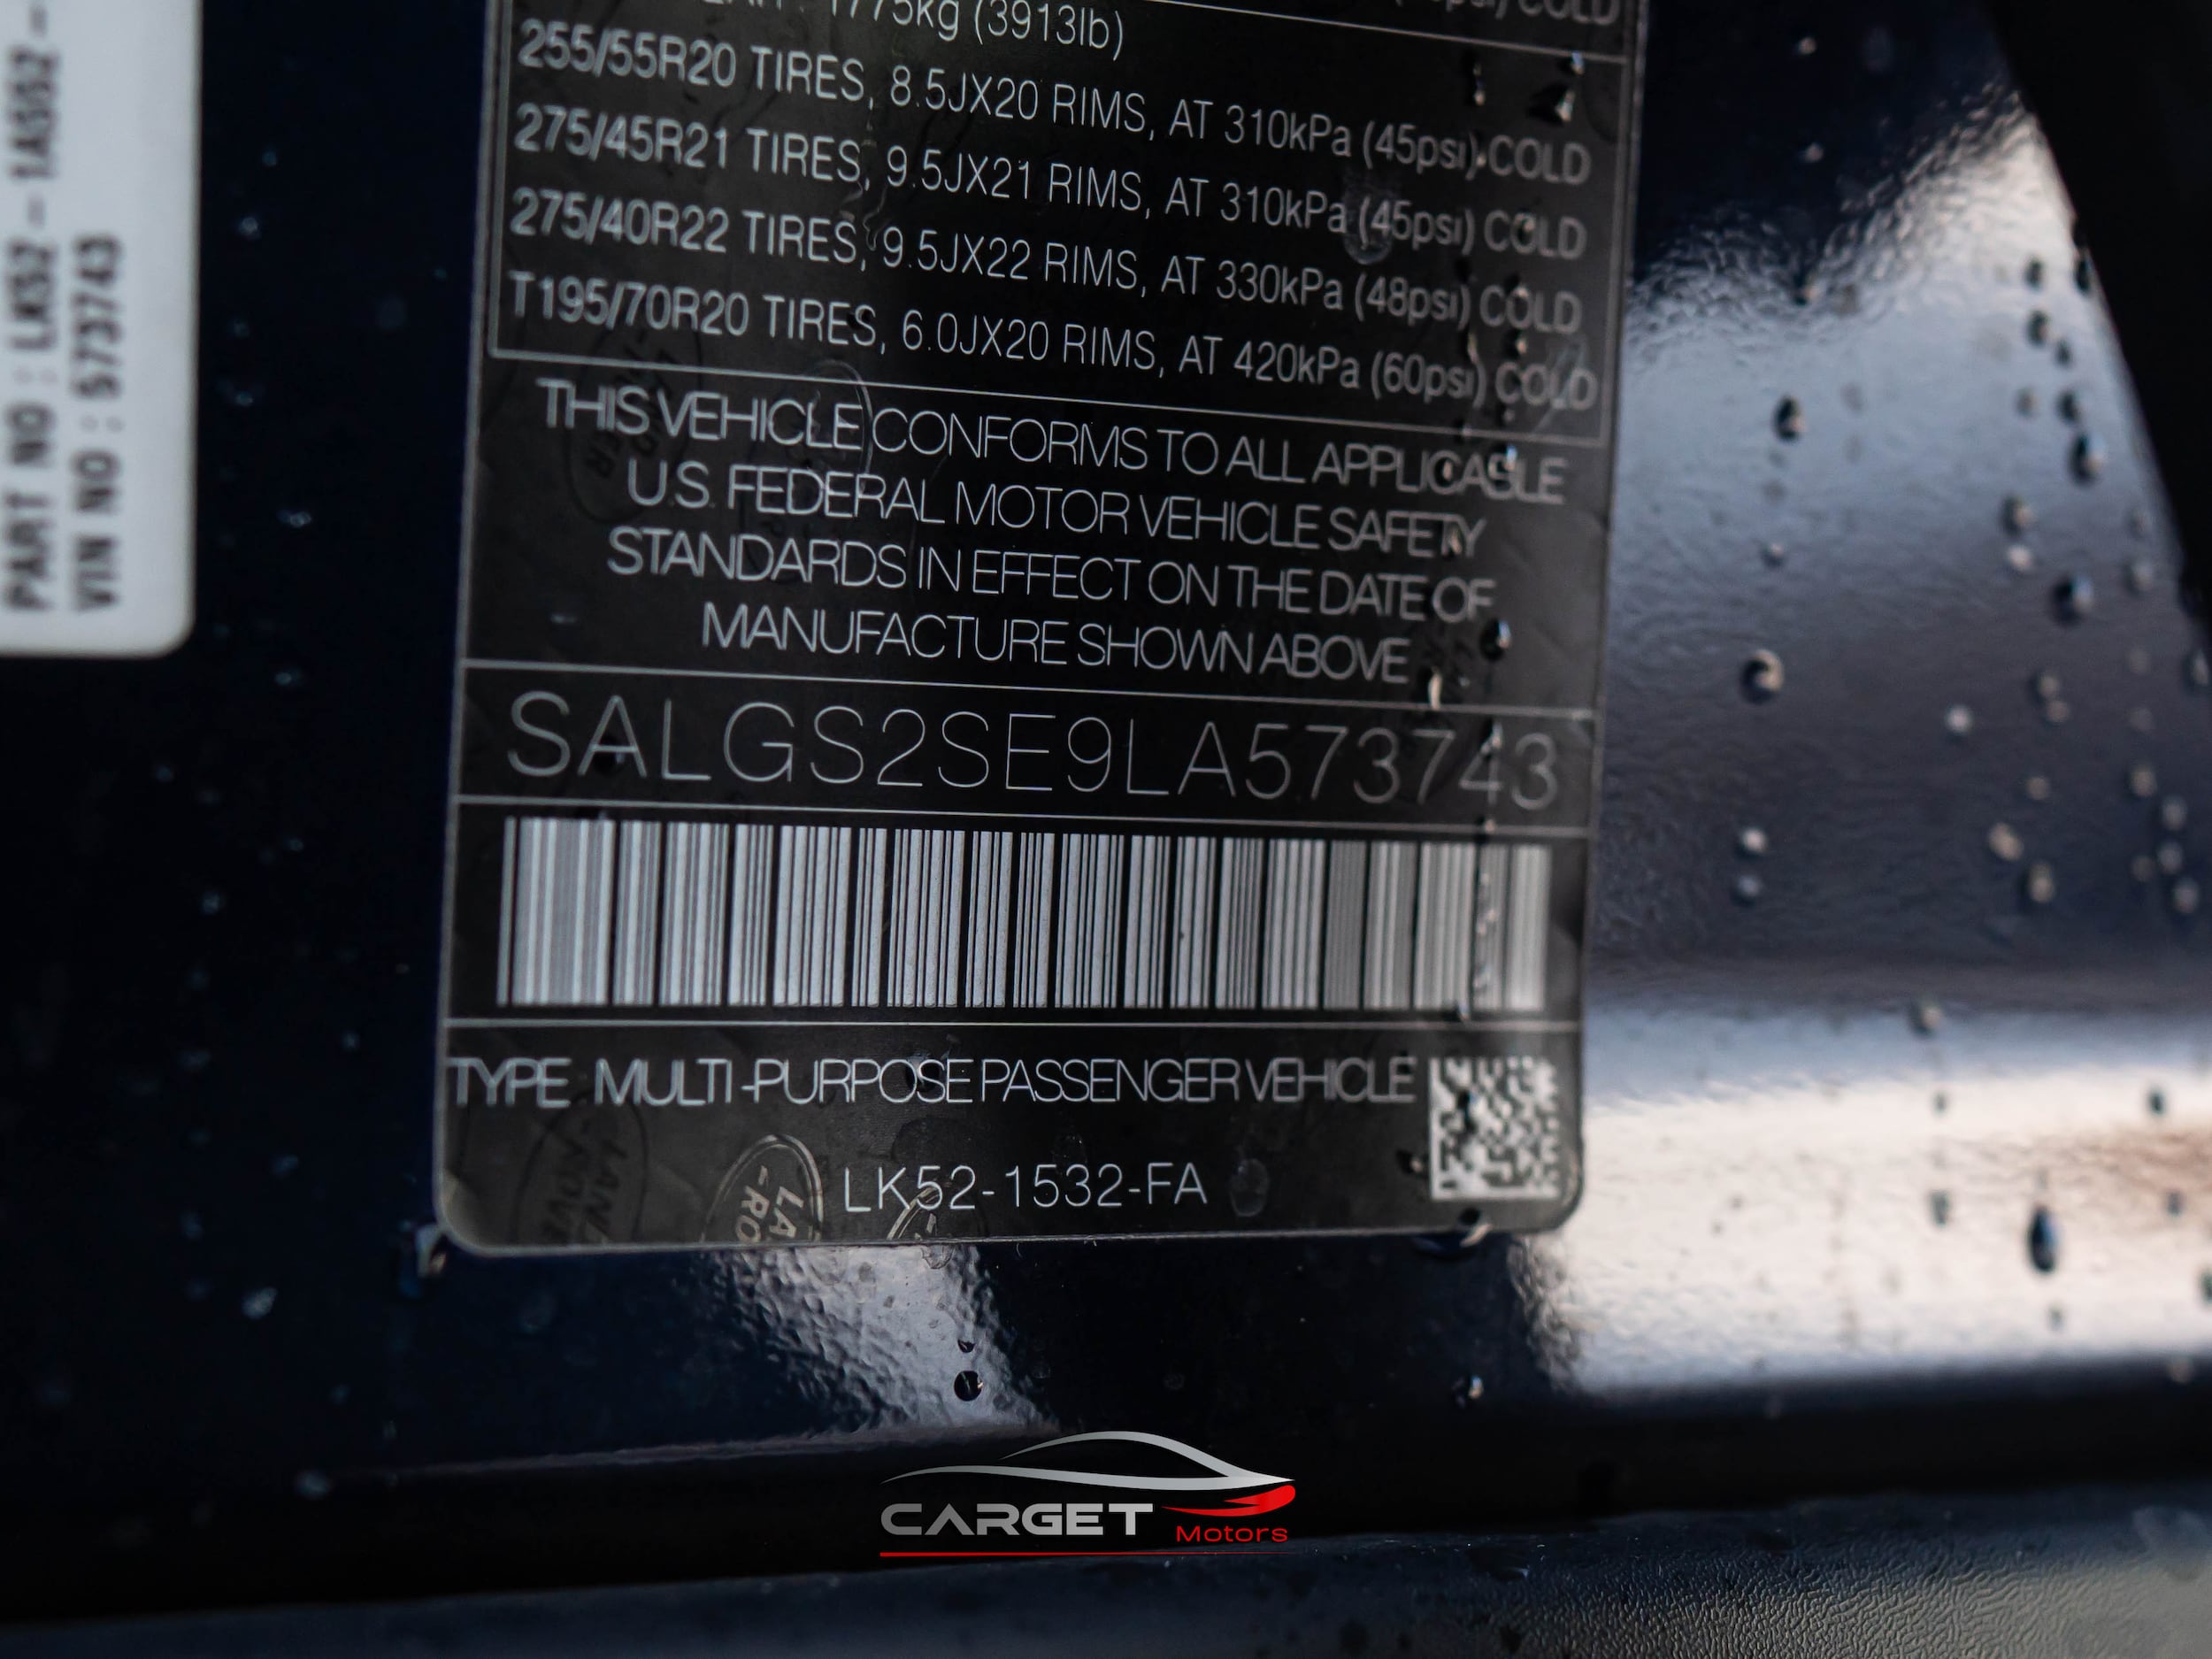 1775kg (3913lb)
255/55R20 TIRES, 8.5JX20 RIMS, AT 310kPa (45psi) COLD
275/45R21 TIRES, 9.5JX21 RIMS, AT 310kPa (45psi) COLD
275/40R22 TIRES, 9.5JX22 RIMS, AT 330kPa (48psi) COLD
T195/70R20 TIRES, 6.0JX20 RIMS, AT 420kPa (60psi) COLD
THIS VEHICLE CONFORMS TO ALL APPLICABLE
U.S. FEDERAL MOTOR VEHICLE SAFETY
STANDARDS IN EFFECT ON THE DATE OF
MANUFACTURE SHOWN ABOVE
SALGS2SE9LA573743
TYPE MULTI-PURPOSE PASSENGER VEHICLE
LK52-1532-FA
PART NO : LK52 -
VIN NO : 573743
CARGET
Motors